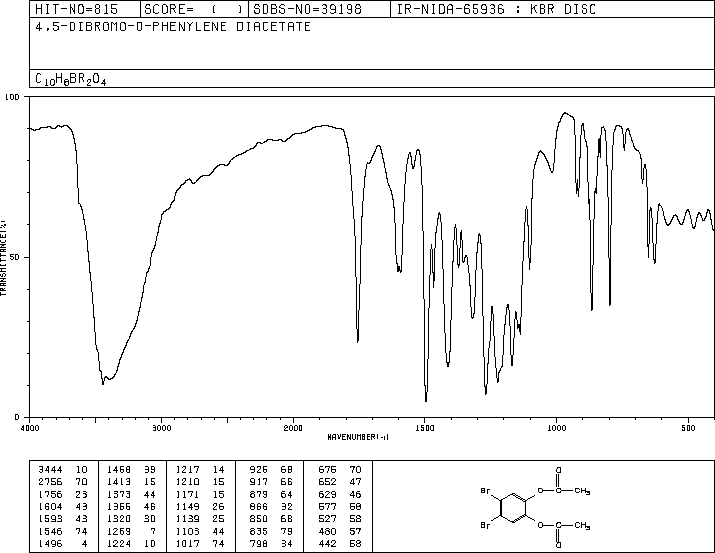 HIT-NO=815 SCORE= ( ) SDBS-NO=39198 IR-NIDA-65936 : KBR DISC
4,5-DIBROMO-O-PHENYLENE DIACETATE
C10H8BR2O4
100
50
0
TRANSMITTANCE(%)
4000 3000 2000 1500 1000 500
WAVENUMBER(-1)
3444 10 1468 39 1217 14 926 68 676 70
2756 70 1413 15 1210 15 917 66 652 47
1756 23 1373 44 1171 15 879 64 629 46
1604 43 1366 46 1149 26 866 32 577 58
1593 43 1320 30 1139 25 850 68 527 58
1546 74 1269 7 1103 44 835 79 480 57
1496 4 1224 10 1017 74 798 34 442 58
O
Br O C CH3
Br O C CH3
O